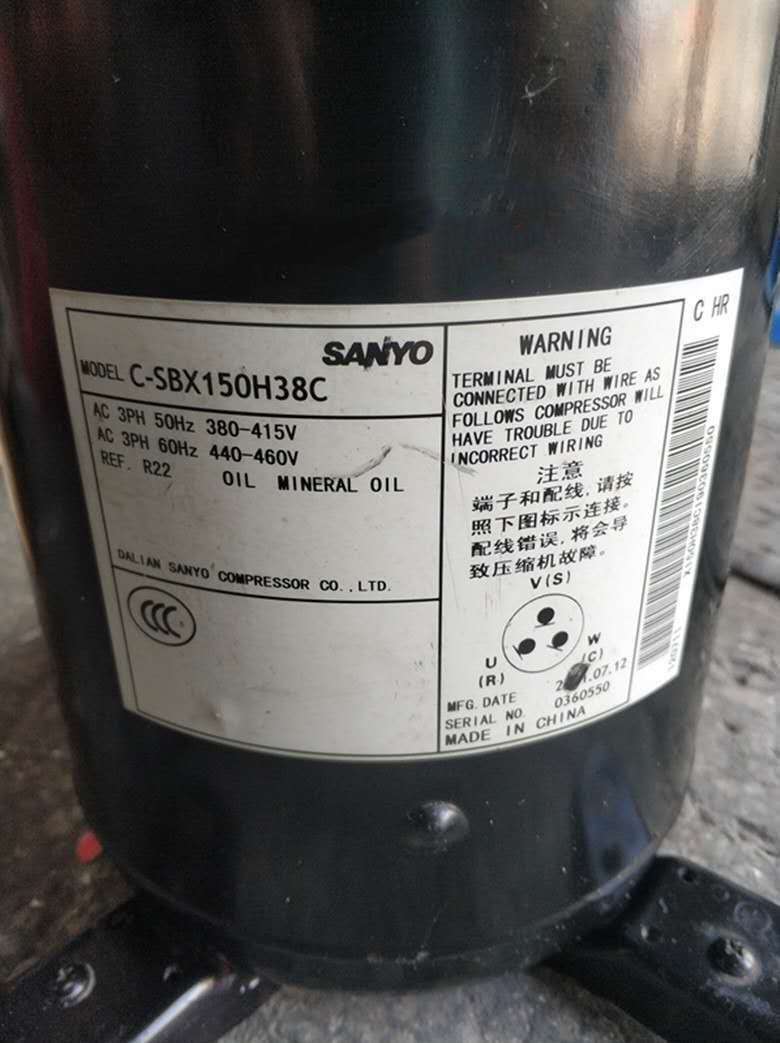 SANYO
MODEL C-SBX150H38C
AC 3PH 50Hz 380-415V
AC 3PH 60Hz 440-460V
REF. R22 OIL MINERAL OIL
DALIAN SANYO COMPRESSOR CO.,LTD.
CCC
WARNING
TERMINAL MUST BE
CONNECTED WITH WIRE AS
FOLLOWS COMPRESSOR WILL
HAVE TROUBLE DUE TO
INCORRECT WIRING
注意
端子和配线,请按
照下图标示连接。
配线错误,将会导
致压缩机故障。
V(S)
U
(R)
W
(C)
MFG. DATE .07.12
SERIAL NO. 0360550
MADE IN CHINA
C HR